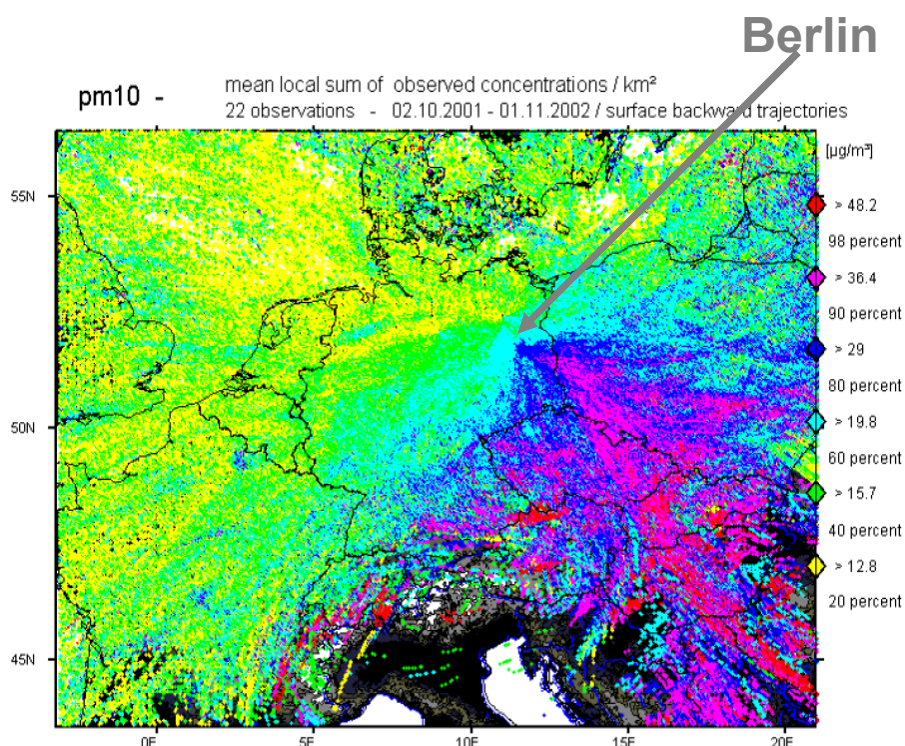 Berlin
pm10 -
mean local sum of observed concentrations / km²
22 observations - 02.10.2001 - 01.11.2002 / surface backward trajectories
[µg/m³]
55N
> 48.2
98 percent
> 36.4
90 percent
> 29
80 percent
50N
> 19.8
60 percent
> 15.7
40 percent
> 12.8
20 percent
45N
0E 5E 10E 15E 20E